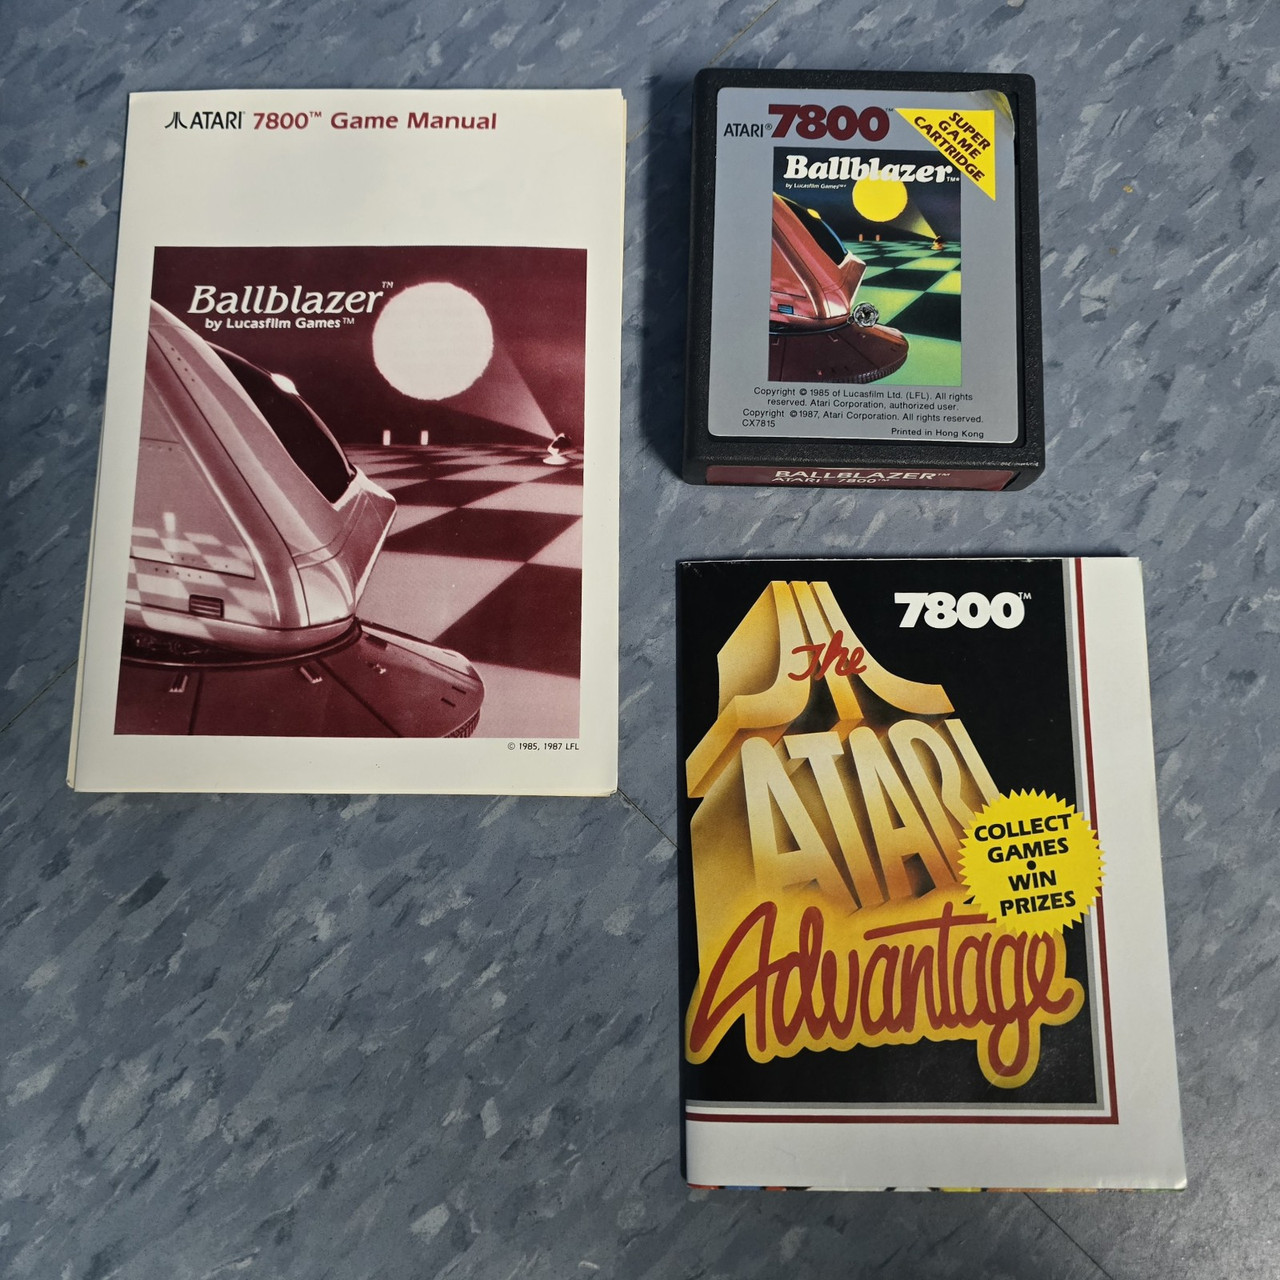 ATARI 7800™ Game Manual
Ballblazer™
by Lucasfilm Games™
© 1985, 1987 LFL
ATARI® 7800™
SUPER
GAME
CARTRIDGE
Ballblazer™
by Lucasfilm Games™
Copyright © 1985 of Lucasfilm Ltd. (LFL). All rights
reserved. Atari Corporation, authorized user.
Copyright ©1987, Atari Corporation. All rights reserved.
CX7815
Printed in Hong Kong
BALLBLAZER™
ATARI 7800™
7800™
The
ATARI
Advantage
COLLECT
GAMES •
WIN
PRIZES